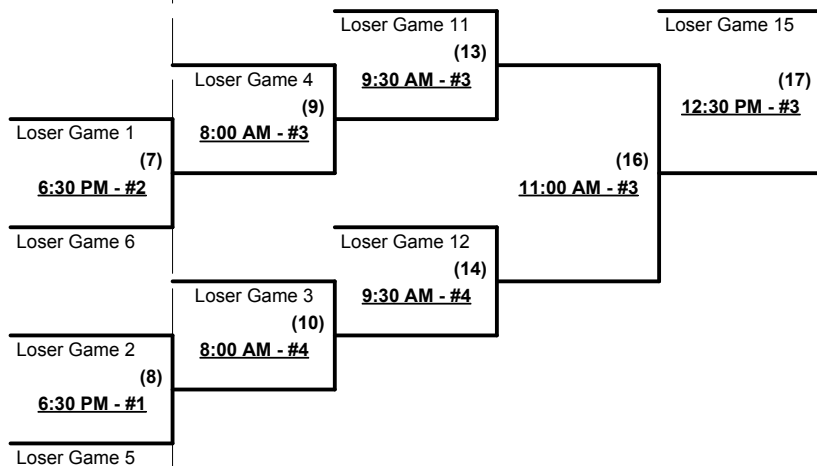 Loser Game 11
Loser Game 15
(13)
Loser Game 4
9:30 AM - #3
(17)
(9)
12:30 PM - #3
Loser Game 1
8:00 AM - #3
(7)
(16)
6:30 PM - #2
11:00 AM - #3
Loser Game 6
Loser Game 12
(14)
Loser Game 3
9:30 AM - #4
(10)
Loser Game 2
8:00 AM - #4
(8)
6:30 PM - #1
Loser Game 5